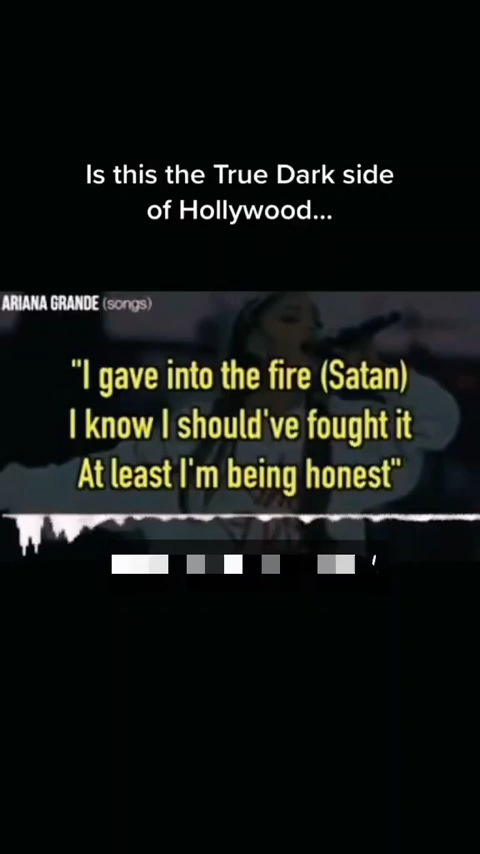 Is this the True Dark side
of Hollywood...
ARIANA GRANDE (songs)
"I gave into the fire (Satan)
I know I should've fought it
At least I'm being honest"